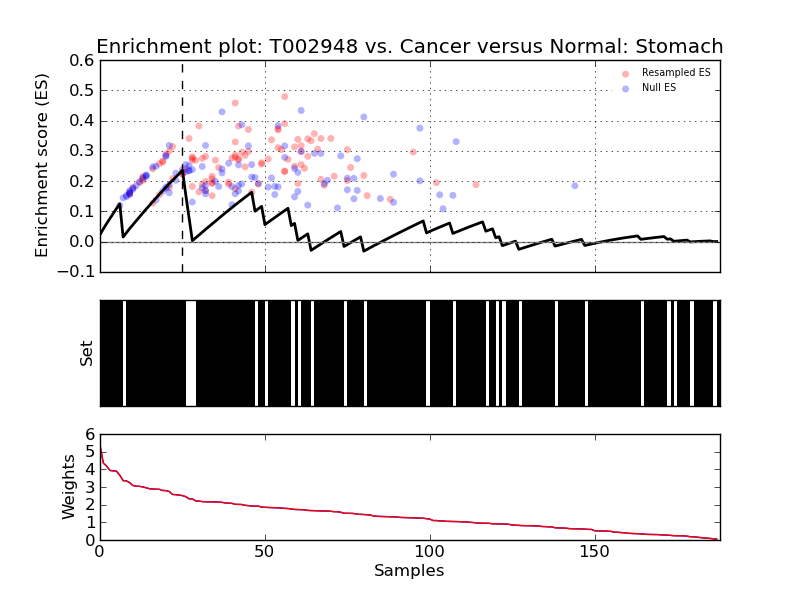 Enrichment plot: T002948 vs. Cancer versus Normal: Stomach
0.6
0.5
0.4
0.3
0.2
0.1
0.0
−0.1
Enrichment score (ES)
Resampled ES
Null ES
Set
6
5
4
3
2
1
0
Weights
0
50
100
150
Samples